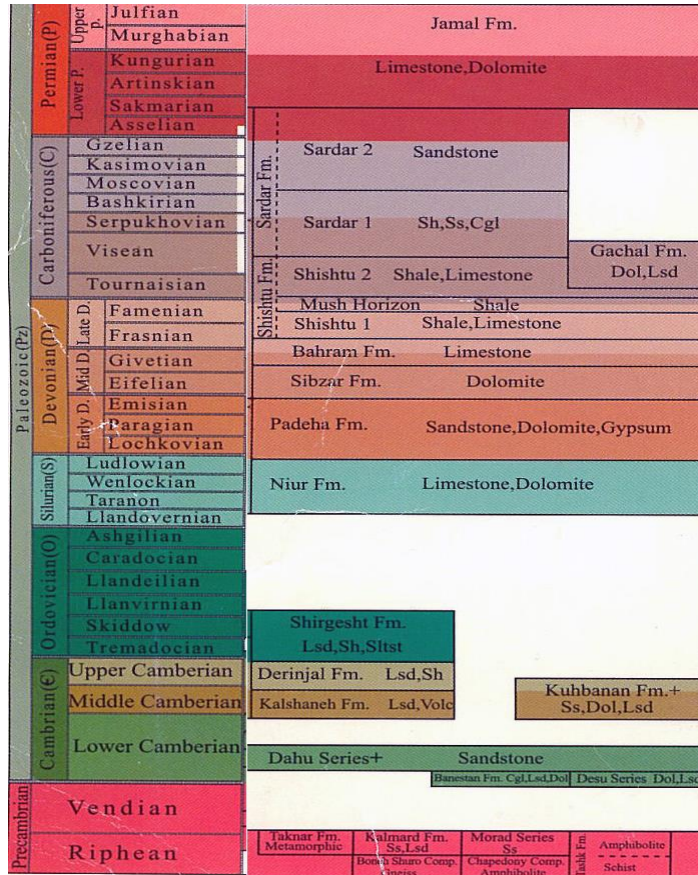 Paleozoic(Pz)
Permian(P)
Upper p.
Julfian
Murghabian
Lower P.
Kungurian
Artinskian
Sakmarian
Asselian
Carboniferous(C)
Gzelian
Kasimovian
Moscovian
Bashkirian
Serpukhovian
Visean
Tournaisian
Devonian(D)
Late D.
Famenian
Frasnian
Mid D.
Givetian
Eifelian
Early D.
Emisian
Paragian
Lochkovian
Silurian(S)
Ludlowian
Wenlockian
Taranon
Llandovernian
Ordovician(O)
Ashgilian
Caradocian
Llandeilian
Llanvirnian
Skiddow
Tremadocian
Cambrian(Є)
Upper Camberian
Middle Camberian
Lower Camberian
Precambrian
Vendian
Riphean
Jamal Fm.
Limestone,Dolomite
Sardar Fm.
Sardar 2 Sandstone
Sardar 1 Sh,Ss,Cgl
Gachal Fm.
Dol,Lsd
Shishtu Fm.
Shishtu 2 Shale,Limestone
Mush Horizon Shale
Shishtu 1 Shale,Limestone
Bahram Fm. Limestone
Sibzar Fm. Dolomite
Padeha Fm. Sandstone,Dolomite,Gypsum
Niur Fm. Limestone,Dolomite
Shirgesht Fm.
Lsd,Sh,Sltst
Derinjal Fm. Lsd,Sh
Kalshaneh Fm. Lsd,Volc
Kuhbanan Fm.+
Ss,Dol,Lsd
Dahu Series+ Sandstone
Banestan Fm. Cgl,Lsd,Dol
Desu Series Dol,Lsd
Taknar Fm.
Metamorphic
Kalmard Fm.
Ss,Lsd
Morad Series
Ss
Tashk Fm.
Amphibolite
Schist
Boneh Shuro Comp.
Gneiss
Chapedony Comp.
Amphibolite